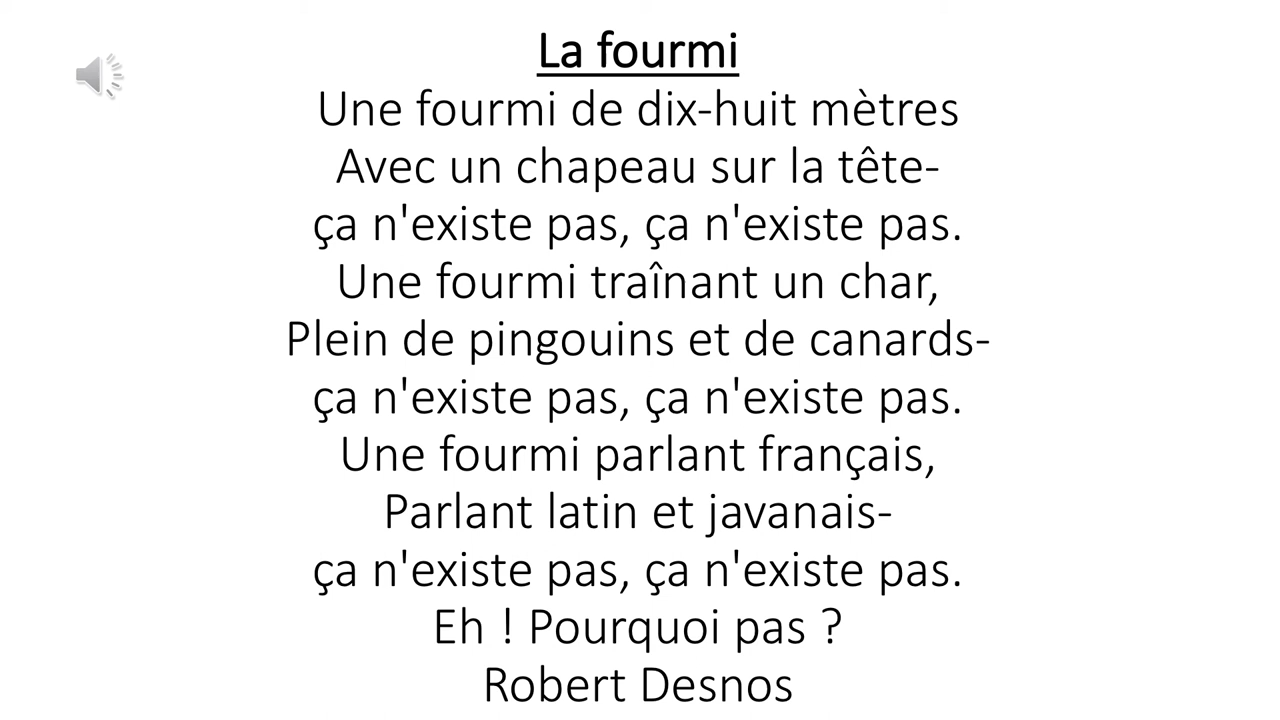 La fourmi
Une fourmi de dix-huit mètres
Avec un chapeau sur la tête-
ça n'existe pas, ça n'existe pas.
Une fourmi traînant un char,
Plein de pingouins et de canards-
ça n'existe pas, ça n'existe pas.
Une fourmi parlant français,
Parlant latin et javanais-
ça n'existe pas, ça n'existe pas.
Eh ! Pourquoi pas ?
Robert Desnos